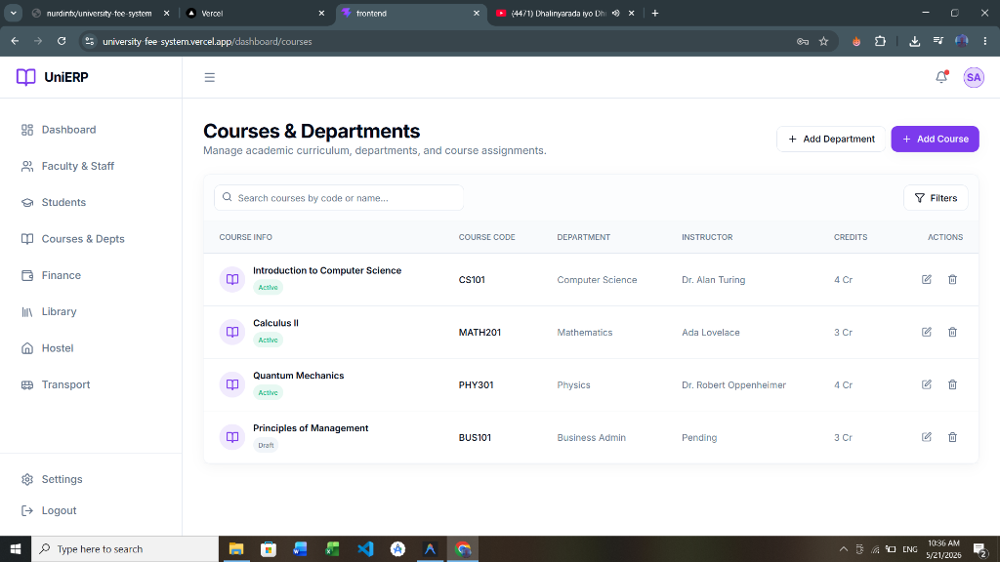 nurdinfx/university-fee-system
Vercel
frontend
(4471) Dhalinyarada iyo Dh
university-fee-system.vercel.app/dashboard/courses
UniERP
SA
Dashboard
Faculty & Staff
Students
Courses & Depts
Finance
Library
Hostel
Transport
Settings
Logout
Courses & Departments
Manage academic curriculum, departments, and course assignments.
Add Department
Add Course
Search courses by code or name...
Filters
COURSE INFO COURSE CODE DEPARTMENT INSTRUCTOR CREDITS ACTIONS
Introduction to Computer Science
Active
CS101 Computer Science Dr. Alan Turing 4 Cr
Calculus II
Active
MATH201 Mathematics Ada Lovelace 3 Cr
Quantum Mechanics
Active
PHY301 Physics Dr. Robert Oppenheimer 4 Cr
Principles of Management
Draft
BUS101 Business Admin Pending 3 Cr
Type here to search
ENG
10:36 AM
5/21/2026
2